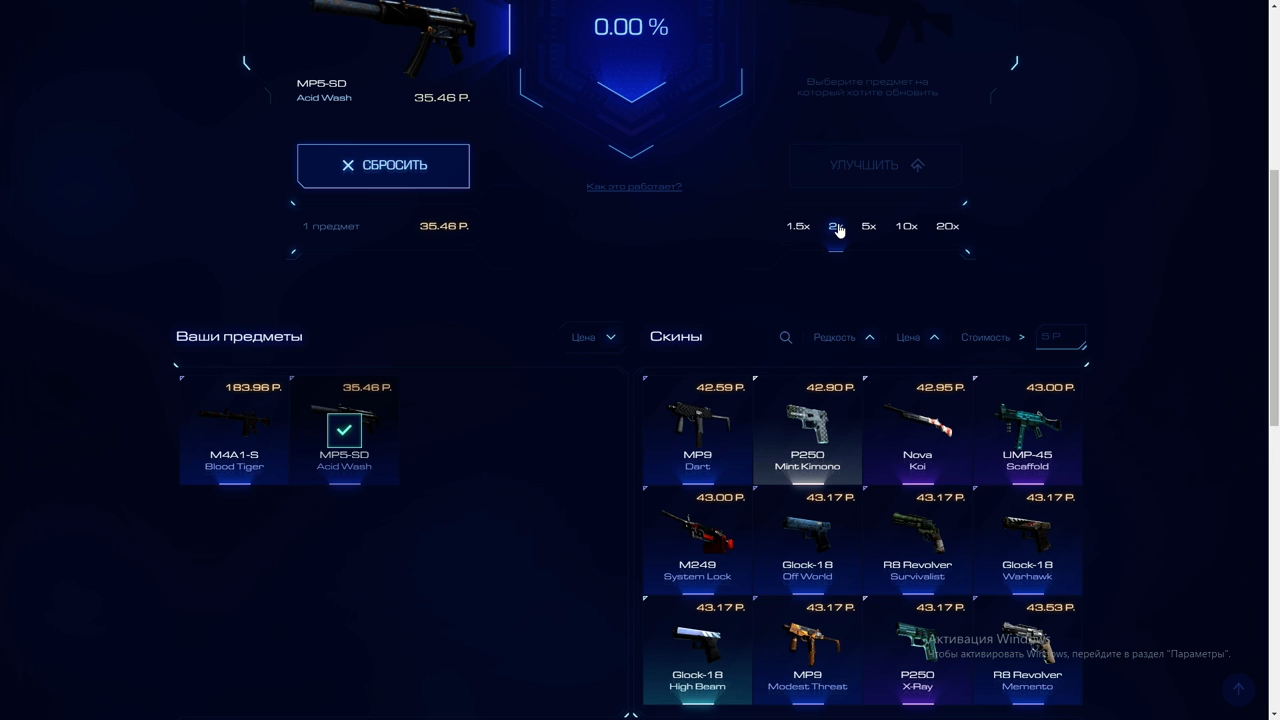 0.00 %
MP5-SD
Acid Wash 35.46 P.
Выберите предмет на
который хотите обновить
СБРОСИТЬ
УЛУЧШИТЬ
Как это работает?
1 предмет 35.46 P.
1.5x 2x 5x 10x 20x
Ваши предметы Цена
Скины Редкость Цена Стоимость > 5 P
183.96 P. 35.46 P.
M4A1-S MP5-SD
Blood Tiger Acid Wash
42.59 P. 42.90 P. 42.95 P. 43.00 P.
MP9 P250 Nova UMP-45
Dart Mint Kimono Koi Scaffold
43.00 P. 43.17 P. 43.17 P. 43.17 P.
M249 Glock-18 R8 Revolver Glock-18
System Lock Off World Survivalist Warhawk
43.17 P. 43.17 P. 43.17 P. 43.53 P.
Glock-18 MP9 P250 R8 Revolver
High Beam Modest Threat X-Ray Memento
Активация Windows
Чтобы активировать Windows, перейдите в раздел "Параметры".